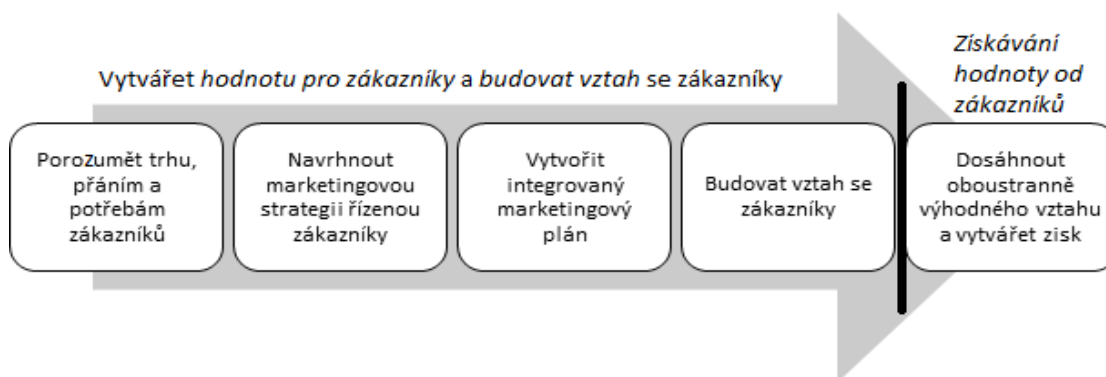 Vytvářet hodnotu pro zákazníky a budovat vztah se zákazníky
Získávání
hodnoty od
zákazníků
Porozumět trhu,
přáním a
potřebám
zákazníků
Navrhnout
marketingovou
strategii řízenou
zákazníky
Vytvořit
integrovaný
marketingový
plán
Budovat vztah se
zákazníky
Dosáhnout
oboustranně
výhodného vztahu
a vytvářet zisk